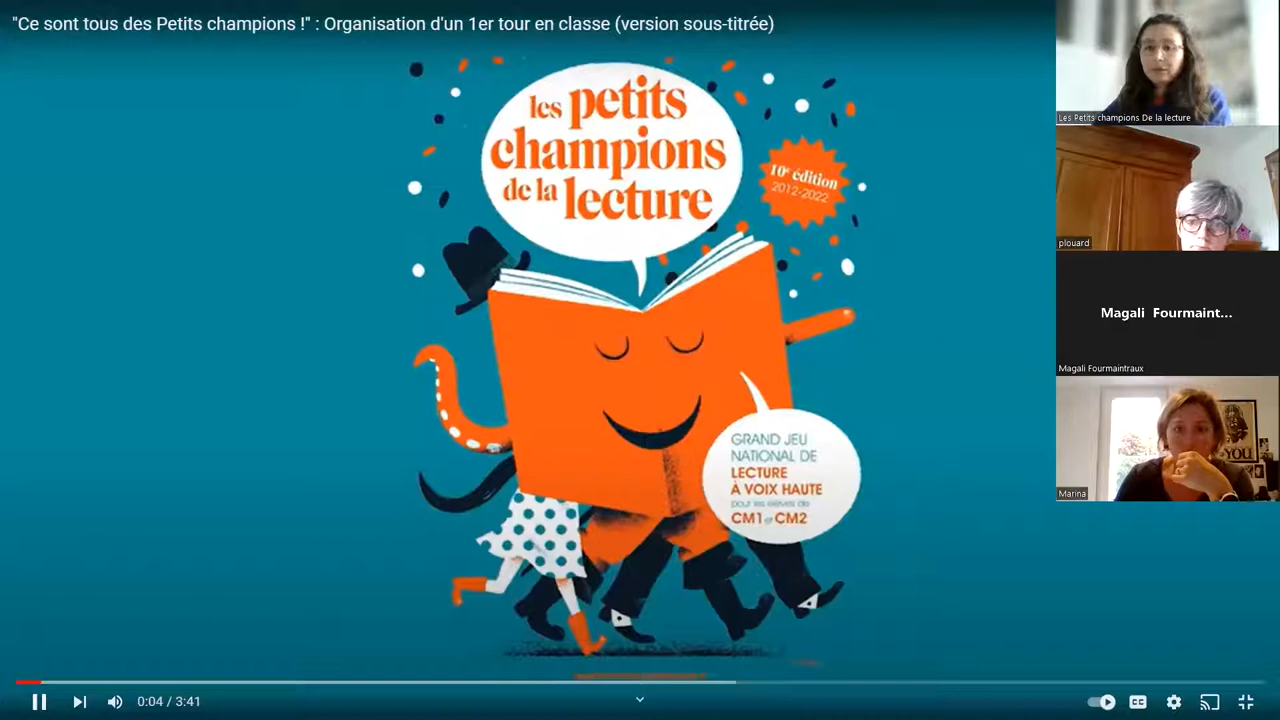 "Ce sont tous des Petits champions !" : Organisation d'un 1er tour en classe (version sous-titrée)
les petits
champions
de la lecture
10e édition
2012-2022
GRAND JEU
NATIONAL DE
LECTURE
À VOIX HAUTE
pour les élèves de
CM1 et CM2
0:04 / 3:41
CC
Les Petits champions De la lecture
plouard
Magali Fourmaint...
Magali Fourmaintraux
YOU
Marina